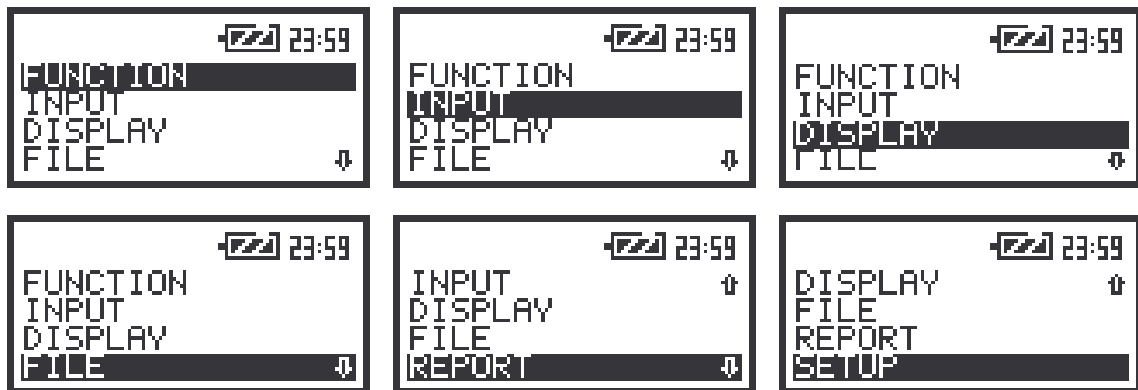 23:59
FUNCTION
INPUT
DISPLAY
FILE
23:59
FUNCTION
INPUT
DISPLAY
FILE
23:59
FUNCTION
INPUT
DISPLAY
FILE
23:59
FUNCTION
INPUT
DISPLAY
FILE
23:59
INPUT
DISPLAY
FILE
REPORT
23:59
DISPLAY
FILE
REPORT
SETUP